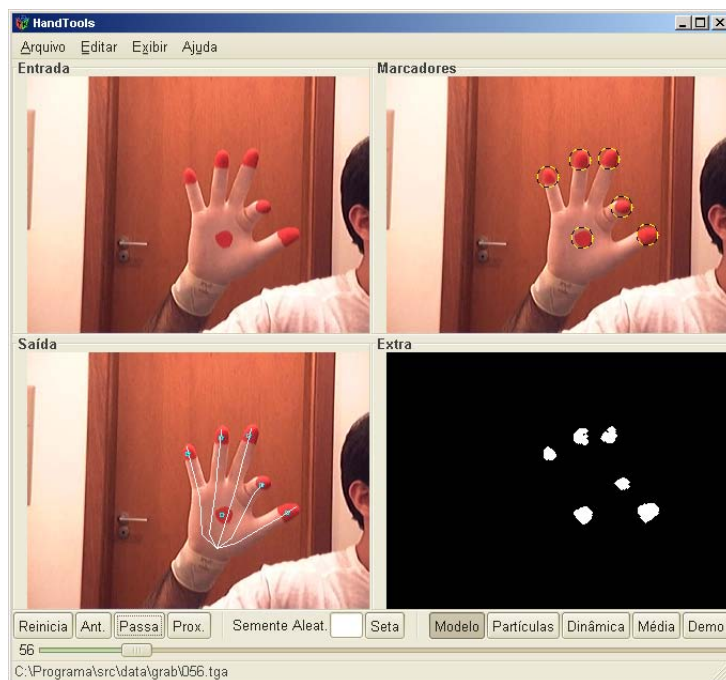 HandTools
Arquivo Editar Exibir Ajuda
Entrada Marcadores
Saída Extra
Reinicia Ant. Passa Prox. Semente Aleat. Seta Modelo Partículas Dinâmica Média Demo
56
C:\Programa\src\data\grab\056.tga